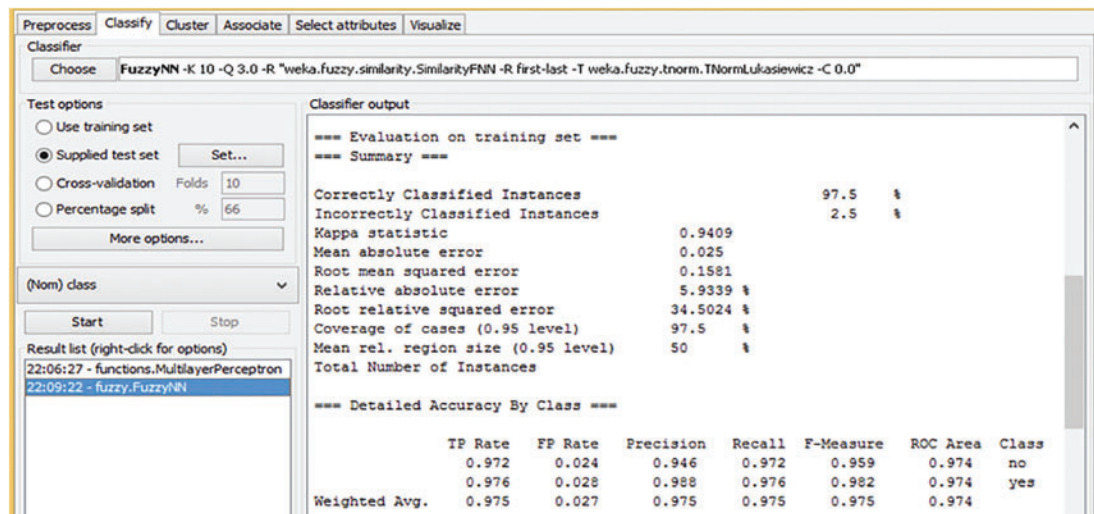 Preprocess Classify Cluster Associate Select attributes Visualize
Classifier
Choose FuzzyNN -K 10 -Q 3.0 -R "weka.fuzzy.similarity.SimilarityFNN -R first-last -T weka.fuzzy.tnorm.TNormLukasiewicz -C 0.0"
Test options
Use training set
Supplied test set Set...
Cross-validation Folds 10
Percentage split % 66
More options...
(Nom) class
Start Stop
Result list (right-click for options)
22:06:27 - functions.MultilayerPerceptron
22:09:22 - fuzzy.FuzzyNN
Classifier output
=== Evaluation on training set ===
=== Summary ===
Correctly Classified Instances 97.5 %
Incorrectly Classified Instances 2.5 %
Kappa statistic 0.9409
Mean absolute error 0.025
Root mean squared error 0.1581
Relative absolute error 5.9339 %
Root relative squared error 34.5024 %
Coverage of cases (0.95 level) 97.5 %
Mean rel. region size (0.95 level) 50 %
Total Number of Instances
=== Detailed Accuracy By Class ===
TP Rate FP Rate Precision Recall F-Measure ROC Area Class
0.972 0.024 0.946 0.972 0.959 0.974 no
0.976 0.028 0.988 0.976 0.982 0.974 yes
Weighted Avg. 0.975 0.027 0.975 0.975 0.975 0.974